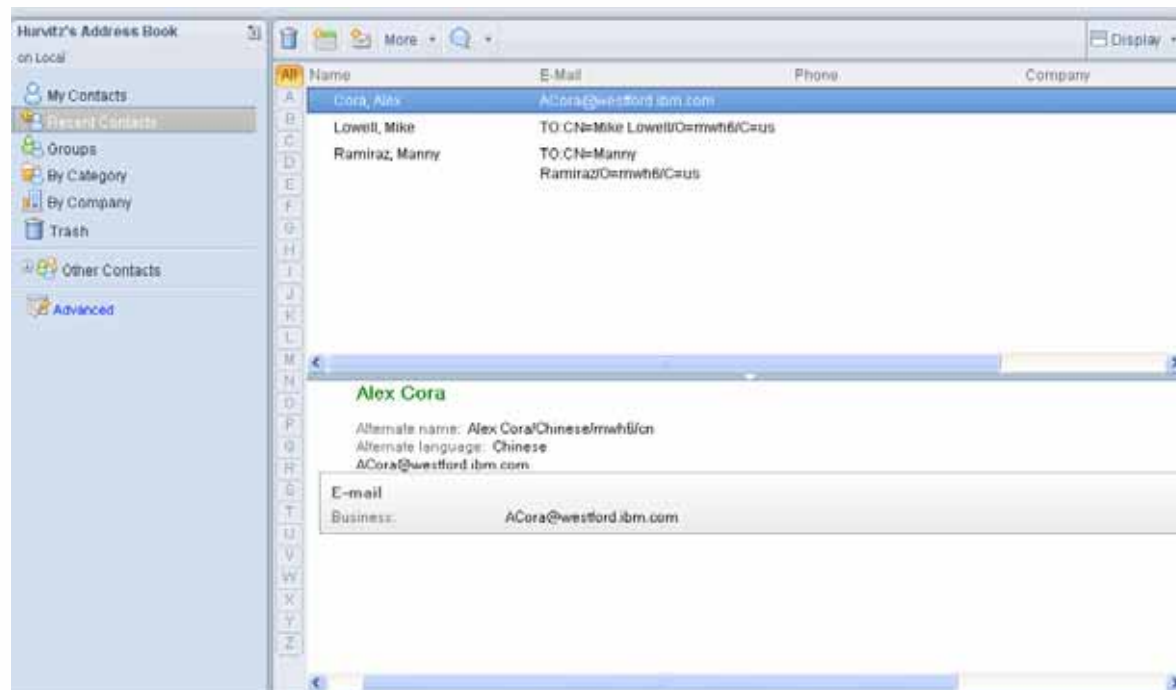 Hurvitz's Address Book
on Local
My Contacts
Recent Contacts
Groups
By Category
By Company
Trash
Other Contacts
Advanced
More
Display
All
A
B
C
D
E
F
G
H
I
J
K
L
M
N
O
P
Q
R
S
T
U
V
W
X
Y
Z
Name E-Mail Phone Company
Cora, Alex ACora@westford.ibm.com
Lowell, Mike TO:CN=Mike Lowell/O=mwh6/C=us
Ramiraz, Manny TO:CN=Manny
Ramiraz/O=mwh6/C=us
Alex Cora
Alternate name: Alex Cora/Chinese/mwh6/cn
Alternate language: Chinese
ACora@westford.ibm.com
E-mail
Business: ACora@westford.ibm.com